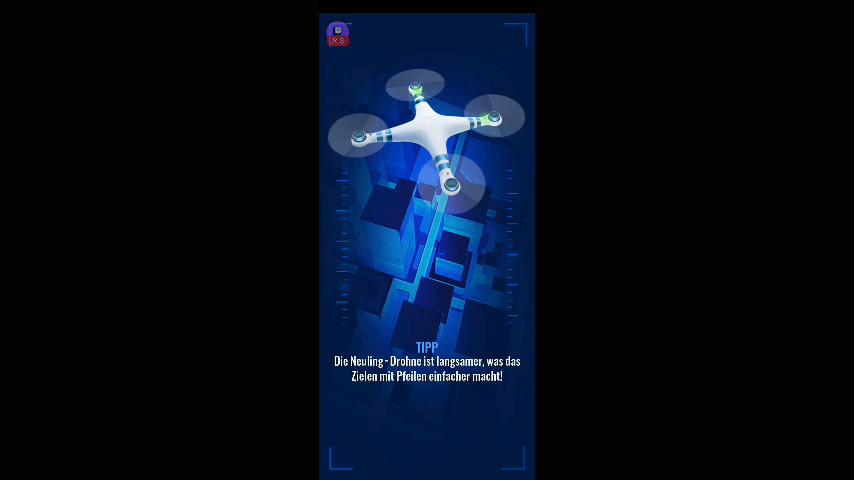 TIPP
Die Neuling-Drohne ist langsamer, was das
Zielen mit Pfeilen einfacher macht!